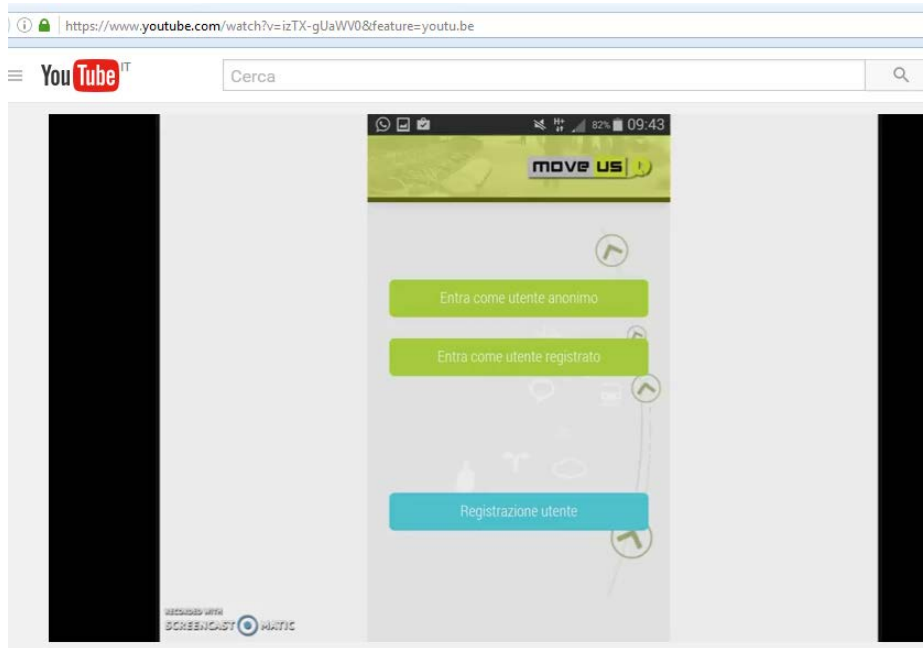 https://www.youtube.com/watch?v=izTX-gUaWV0&feature=youtu.be
YouTube IT
Cerca
H+ 82% 09:43
move us
Entra come utente anonimo
Entra come utente registrato
Registrazione utente
RECORDED WITH
SCREENCAST MATIC